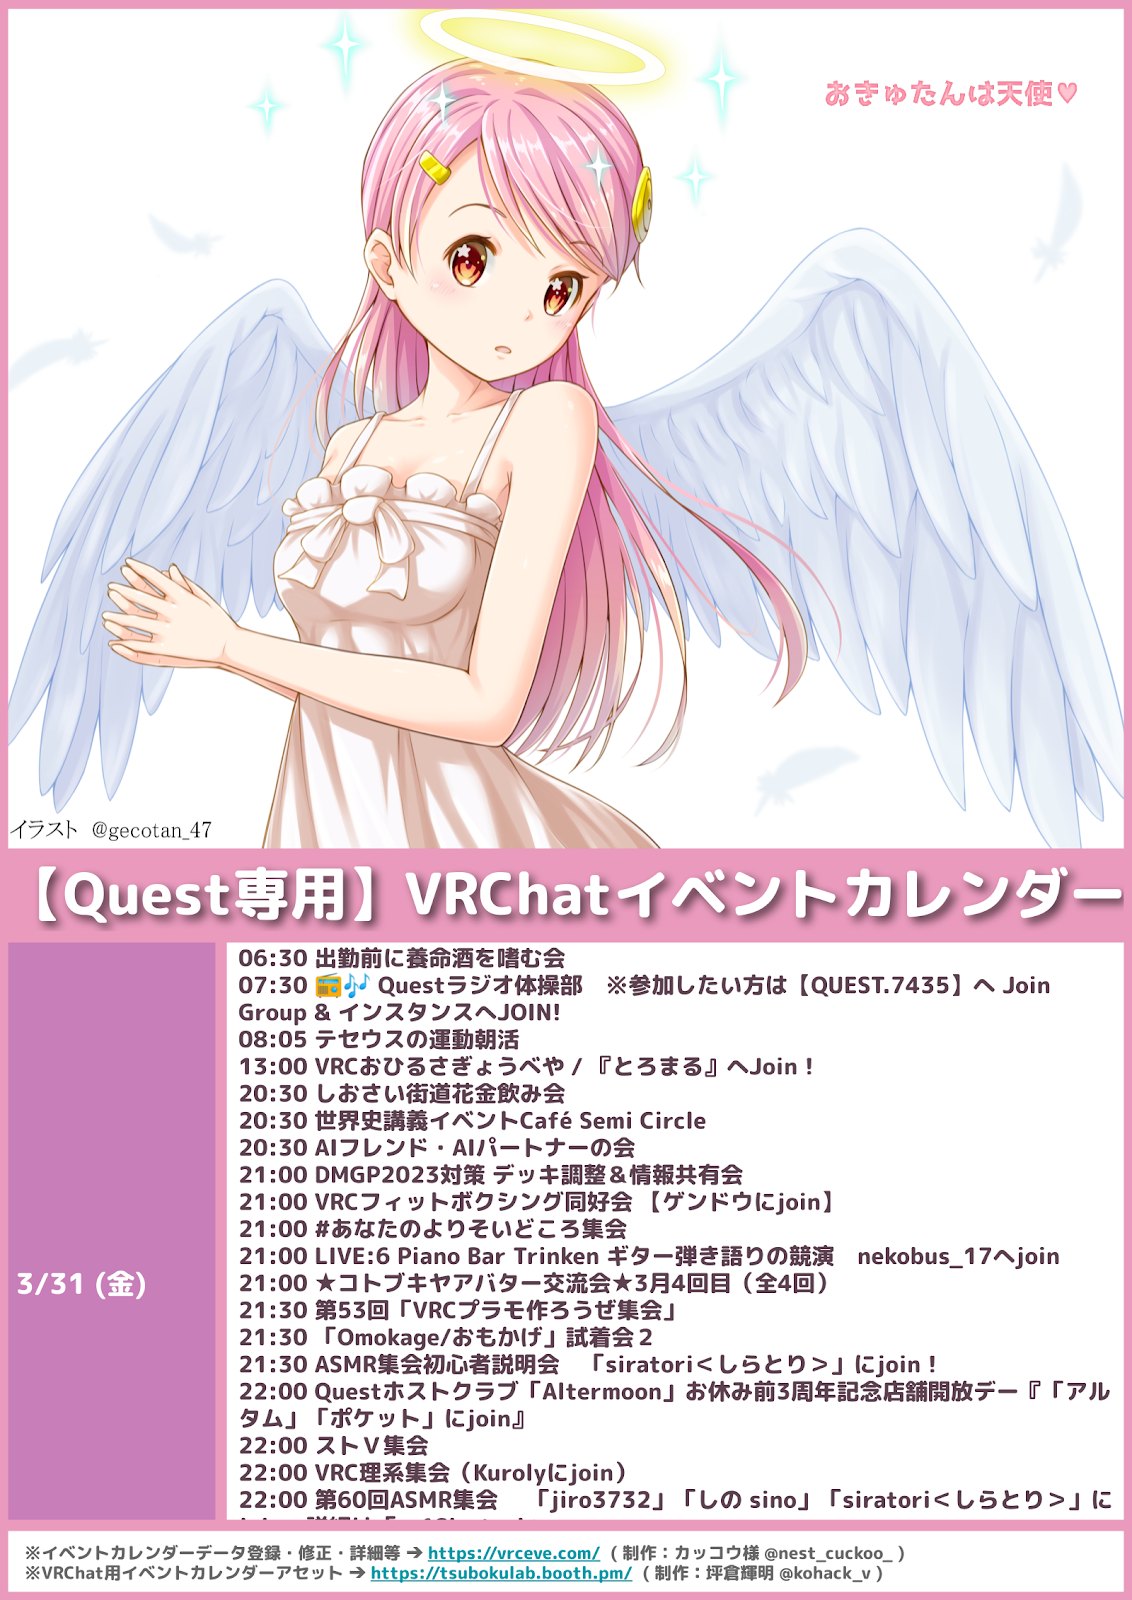 おきゅたんは天使♥
イラスト @gecotan_47
【Quest専用】VRChatイベントカレンダー
3/31 (金)
06:30 出勤前に養命酒を嗜む会
07:30 📻🎶 Questラジオ体操部　※参加したい方は【QUEST.7435】へ Join
Group & インスタンスへJOIN!
08:05 テセウスの運動朝活
13:00 VRCおひるさぎょうべや / 『とろまる』へJoin！
20:30 しおさい街道花金飲み会
20:30 世界史講義イベントCafé Semi Circle
20:30 AIフレンド・AIパートナーの会
21:00 DMGP2023対策 デッキ調整＆情報共有会
21:00 VRCフィットボクシング同好会 【ゲンドウにjoin】
21:00 #あなたのよりそいどころ集会
21:00 LIVE:6 Piano Bar Trinken ギター弾き語りの競演　nekobus_17へjoin
21:00 ★コトブキヤアバター交流会★3月4回目（全4回）
21:30 第53回「VRCプラモ作ろうぜ集会」
21:30 「Omokage/おもかげ」試着会２
21:30 ASMR集会初心者説明会　「siratori＜しらとり＞」にjoin！
22:00 Questホストクラブ「Altermoon」お休み前3周年記念店舗開放デー『「アル
タム」「ポケット」にjoin』
22:00 ストＶ集会
22:00 VRC理系集会（Kurolyにjoin）
22:00 第60回ASMR集会　「jiro3732」「しの sino」「siratori＜しらとり＞」に
※イベントカレンダーデータ登録・修正・詳細等 ➔ https://vrceve.com/ ( 制作：カッコウ様 @nest_cuckoo_ )
※VRChat用イベントカレンダーアセット ➔ https://tsubokulab.booth.pm/ ( 制作：坪倉輝明 @kohack_v )